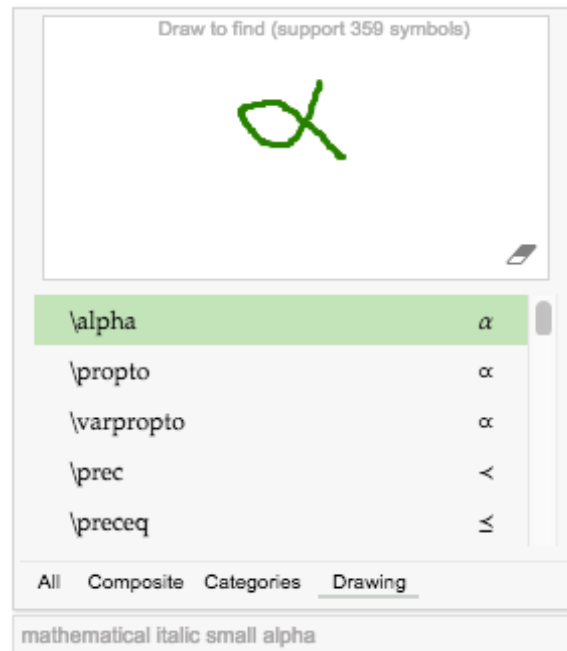 Draw to find (support 359 symbols)
α
\alpha α
\propto ∝
\varpropto ∝
\prec ≺
\preceq ⪯
All Composite Categories Drawing
mathematical italic small alpha